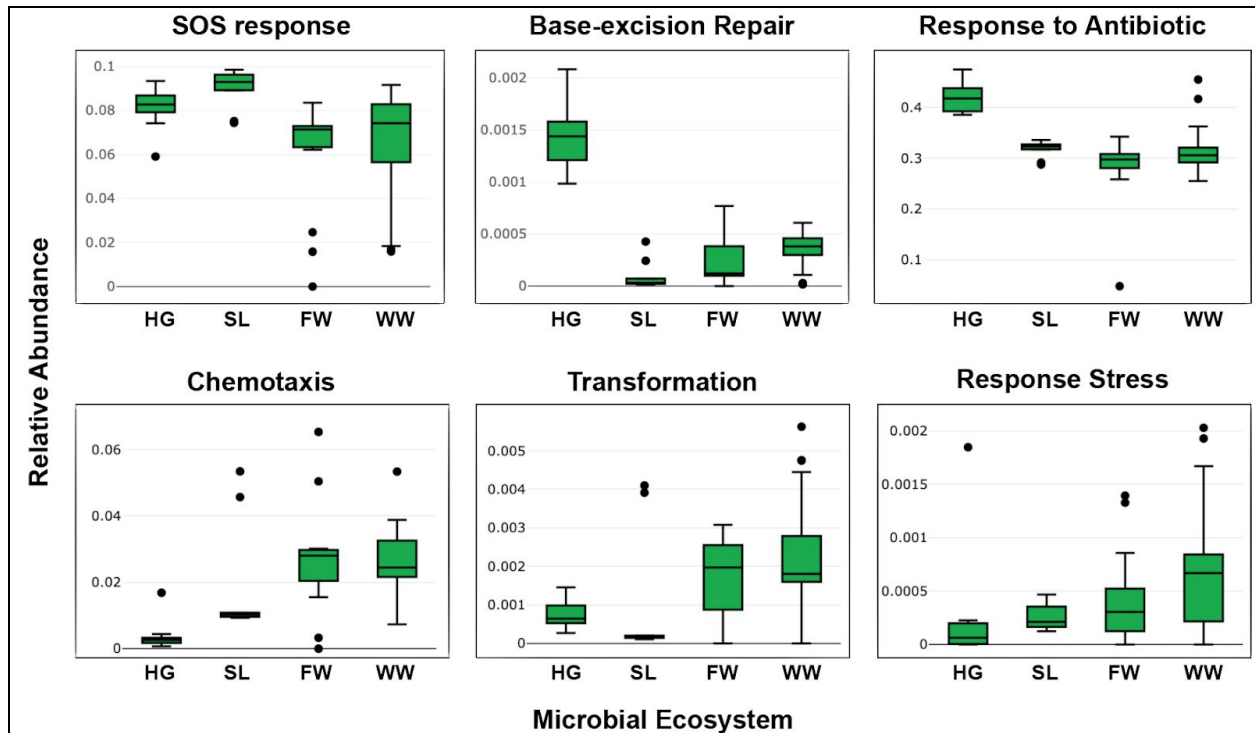 SOS response
Base-excision Repair
Response to Antibiotic
0.1
0.08
0.06
0.04
0.02
0
0.002
0.0015
0.001
0.0005
0
0.4
0.3
0.2
0.1
HG SL FW WW
HG SL FW WW
HG SL FW WW
Relative Abundance
Chemotaxis
Transformation
Response Stress
0.06
0.04
0.02
0
0.005
0.004
0.003
0.002
0.001
0
0.002
0.0015
0.001
0.0005
0
HG SL FW WW
HG SL FW WW
HG SL FW WW
Microbial Ecosystem